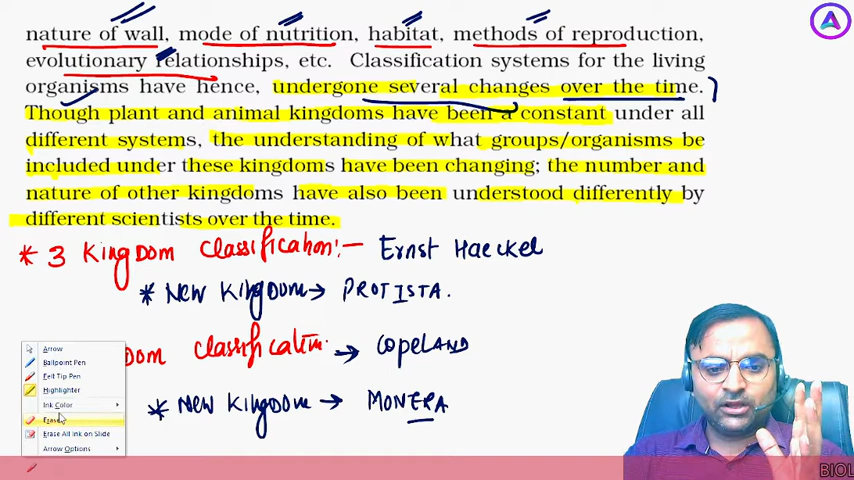 nature of wall, mode of nutrition, habitat, methods of reproduction,
evolutionary relationships, etc. Classification systems for the living
organisms have hence, undergone several changes over the time.
Though plant and animal kingdoms have been a constant under all
different systems, the understanding of what groups/organisms be
included under these kingdoms have been changing; the number and
nature of other kingdoms have also been understood differently by
different scientists over the time.
* 3 Kingdom Classification:- Ernst Haeckel
* New Kingdom → PROTISTA.
dom Classification. → Copeland
* New Kingdom → MONERA
Arrow
Ballpoint Pen
Felt Tip Pen
Highlighter
Ink Color
Eraser
Erase All Ink on Slide
Arrow Options
BIOL